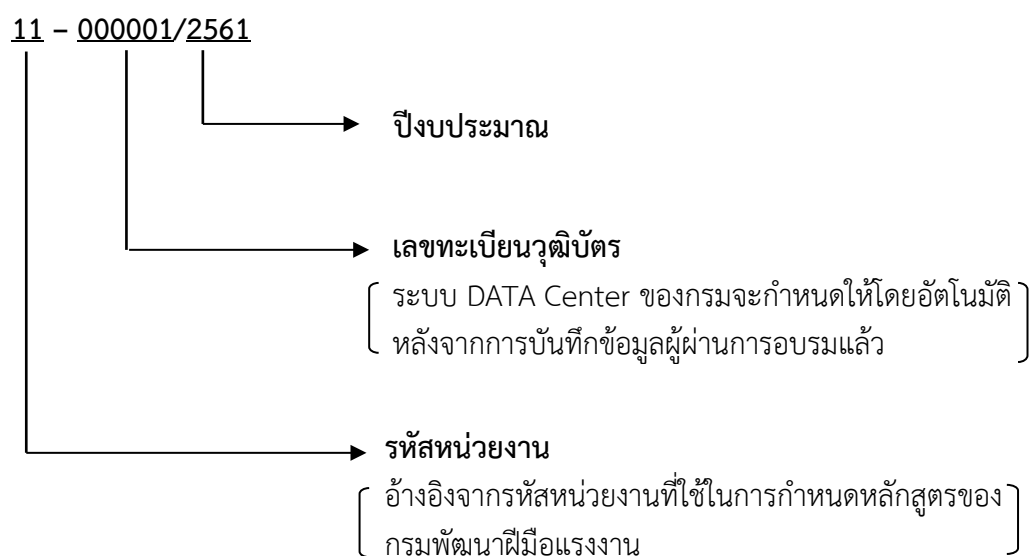 11 – 000001/2561
ปีงบประมาณ
เลขทะเบียนวุฒิบัตร
ระบบ DATA Center ของกรมจะกำหนดให้โดยอัตโนมัติ
หลังจากการบันทึกข้อมูลผู้ผ่านการอบรมแล้ว
รหัสหน่วยงาน
อ้างอิงจากรหัสหน่วยงานที่ใช้ในการกำหนดหลักสูตรของ
กรมพัฒนาฝีมือแรงงาน